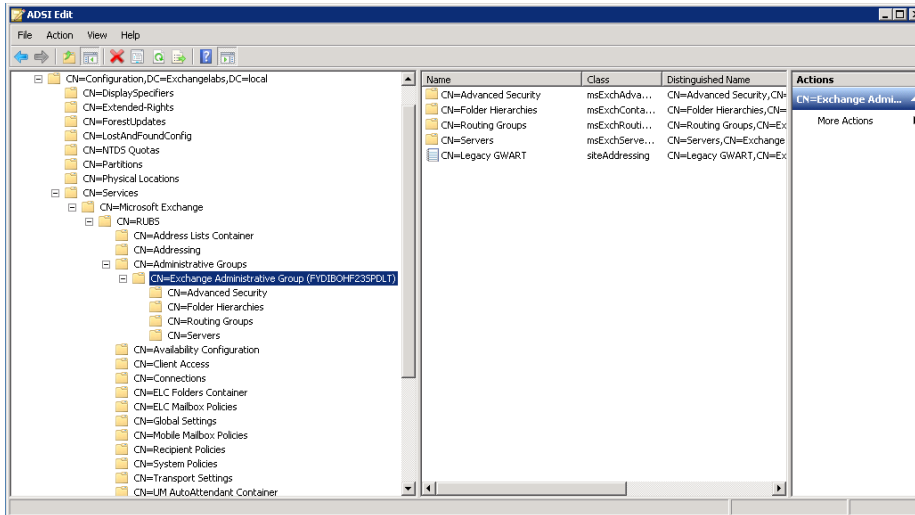 ADSI Edit
File Action View Help
CN=Configuration,DC=Exchangelabs,DC=local
CN=DisplaySpecifiers
CN=Extended-Rights
CN=ForestUpdates
CN=LostAndFoundConfig
CN=NTDS Quotas
CN=Partitions
CN=Physical Locations
CN=Services
CN=Microsoft Exchange
CN=RUBS
CN=Address Lists Container
CN=Addressing
CN=Administrative Groups
CN=Exchange Administrative Group (FYDIBOHF23SPDLT)
CN=Advanced Security
CN=Folder Hierarchies
CN=Routing Groups
CN=Servers
CN=Availability Configuration
CN=Client Access
CN=Connections
CN=ELC Folders Container
CN=ELC Mailbox Policies
CN=Global Settings
CN=Mobile Mailbox Policies
CN=Recipient Policies
CN=System Policies
CN=Transport Settings
CN=UM AutoAttendant Container
Name Class Distinguished Name
CN=Advanced Security msExchAdva... CN=Advanced Security,CN=
CN=Folder Hierarchies msExchConta... CN=Folder Hierarchies,CN=
CN=Routing Groups msExchRouti... CN=Routing Groups,CN=Ex
CN=Servers msExchServe... CN=Servers,CN=Exchange
CN=Legacy GWART siteAddressing CN=Legacy GWART,CN=Ex
Actions
CN=Exchange Admi...
More Actions